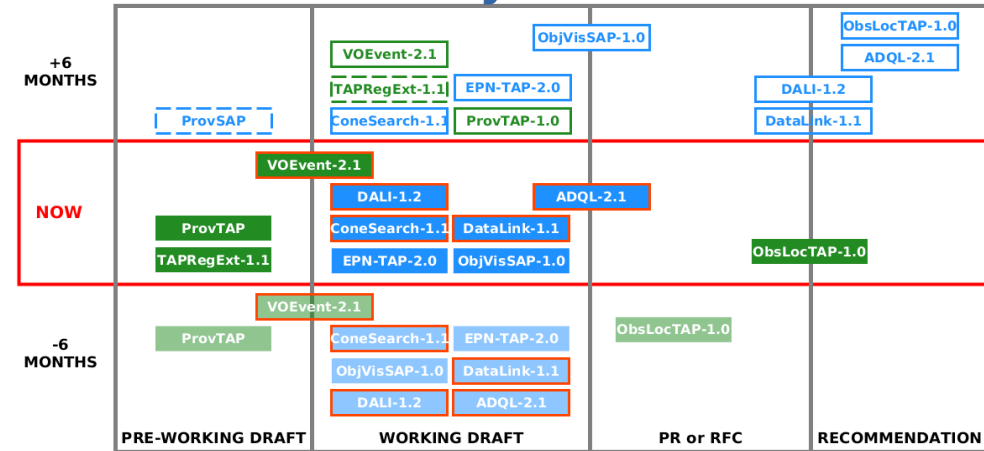 ObsLocTAP-1.0
ObjVisSAP-1.0
VOEvent-2.1
ADQL-2.1
+6
MONTHS
TAPRegExt-1.1
EPN-TAP-2.0
DALI-1.2
ProvSAP
ConeSearch-1.1
ProvTAP-1.0
DataLink-1.1
VOEvent-2.1
DALI-1.2
ADQL-2.1
NOW
ProvTAP
ConeSearch-1.1
DataLink-1.1
TAPRegExt-1.1
EPN-TAP-2.0
ObjVisSAP-1.0
ObsLocTAP-1.0
VOEvent-2.1
-6
MONTHS
ProvTAP
ConeSearch-1.1
EPN-TAP-2.0
ObsLocTAP-1.0
ObjVisSAP-1.0
DataLink-1.1
DALI-1.2
ADQL-2.1
PRE-WORKING DRAFT
WORKING DRAFT
PR or RFC
RECOMMENDATION